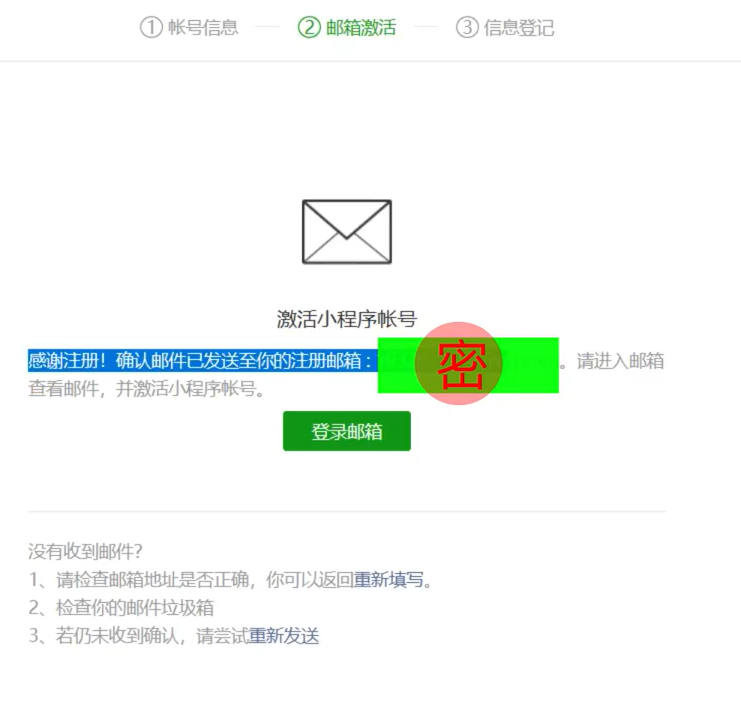 ① 帐号信息 ② 邮箱激活 ③ 信息登记
激活小程序帐号
感谢注册！确认邮件已发送至你的注册邮箱： 密 。请进入邮箱
查看邮件，并激活小程序帐号。
登录邮箱
没有收到邮件？
1、请检查邮箱地址是否正确，你可以返回重新填写。
2、检查你的邮件垃圾箱
3、若仍未收到确认，请尝试重新发送